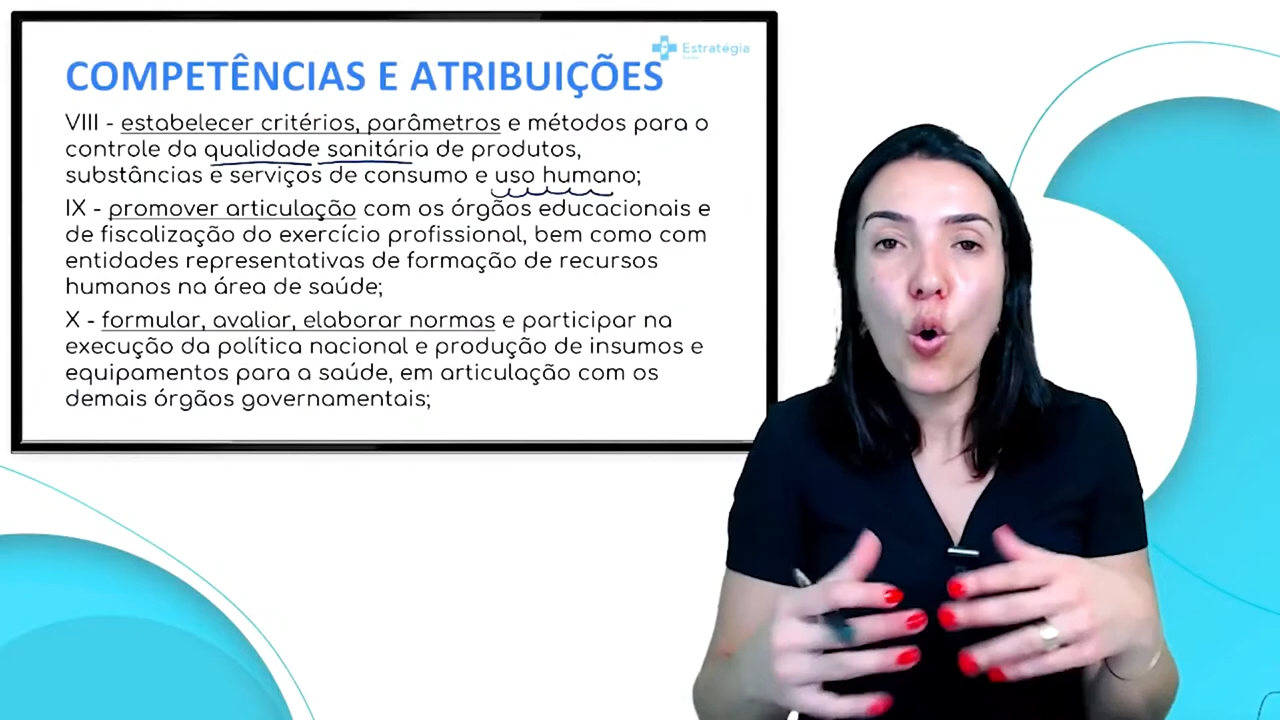 Estratégia
COMPETÊNCIAS E ATRIBUIÇÕES
VIII - estabelecer critérios, parâmetros e métodos para o
controle da qualidade sanitária de produtos,
substâncias e serviços de consumo e uso humano;
IX - promover articulação com os órgãos educacionais e
de fiscalização do exercício profissional, bem como com
entidades representativas de formação de recursos
humanos na área de saúde;
X - formular, avaliar, elaborar normas e participar na
execução da política nacional e produção de insumos e
equipamentos para a saúde, em articulação com os
demais órgãos governamentais;